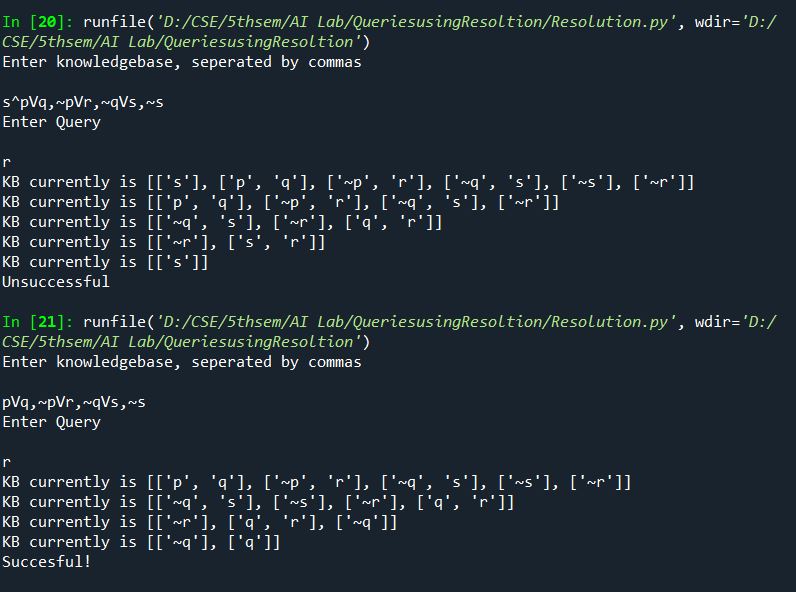 In [20]: runfile('D:/CSE/5thsem/AI Lab/QueriesusingResoltion/Resolution.py', wdir='D:/
CSE/5thsem/AI Lab/QueriesusingResoltion')
Enter knowledgebase, seperated by commas
s^pVq,~pVr,~qVs,~s
Enter Query
r
KB currently is [['s'], ['p', 'q'], ['~p', 'r'], ['~q', 's'], ['~s'], ['~r']]
KB currently is [['p', 'q'], ['~p', 'r'], ['~q', 's'], ['~r']]
KB currently is [['~q', 's'], ['~r'], ['q', 'r']]
KB currently is [['~r'], ['s', 'r']]
KB currently is [['s']]
Unsuccessful
In [21]: runfile('D:/CSE/5thsem/AI Lab/QueriesusingResoltion/Resolution.py', wdir='D:/
CSE/5thsem/AI Lab/QueriesusingResoltion')
Enter knowledgebase, seperated by commas
pVq,~pVr,~qVs,~s
Enter Query
r
KB currently is [['p', 'q'], ['~p', 'r'], ['~q', 's'], ['~s'], ['~r']]
KB currently is [['~q', 's'], ['~s'], ['~r'], ['q', 'r']]
KB currently is [['~r'], ['q', 'r'], ['~q']]
KB currently is [['~q'], ['q']]
Succesful!